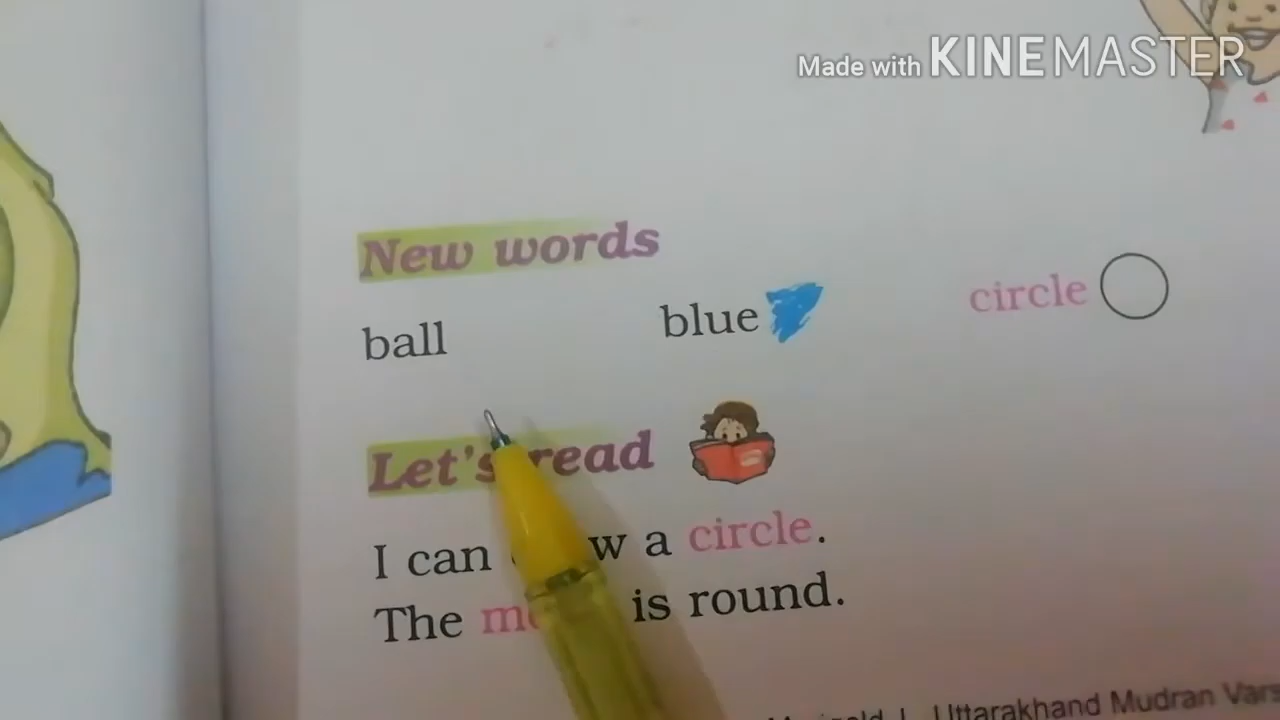 Made with KINEMASTER
New words
ball blue circle
Let's read
I can a circle.
The is round.
Uttarakhand Mudran